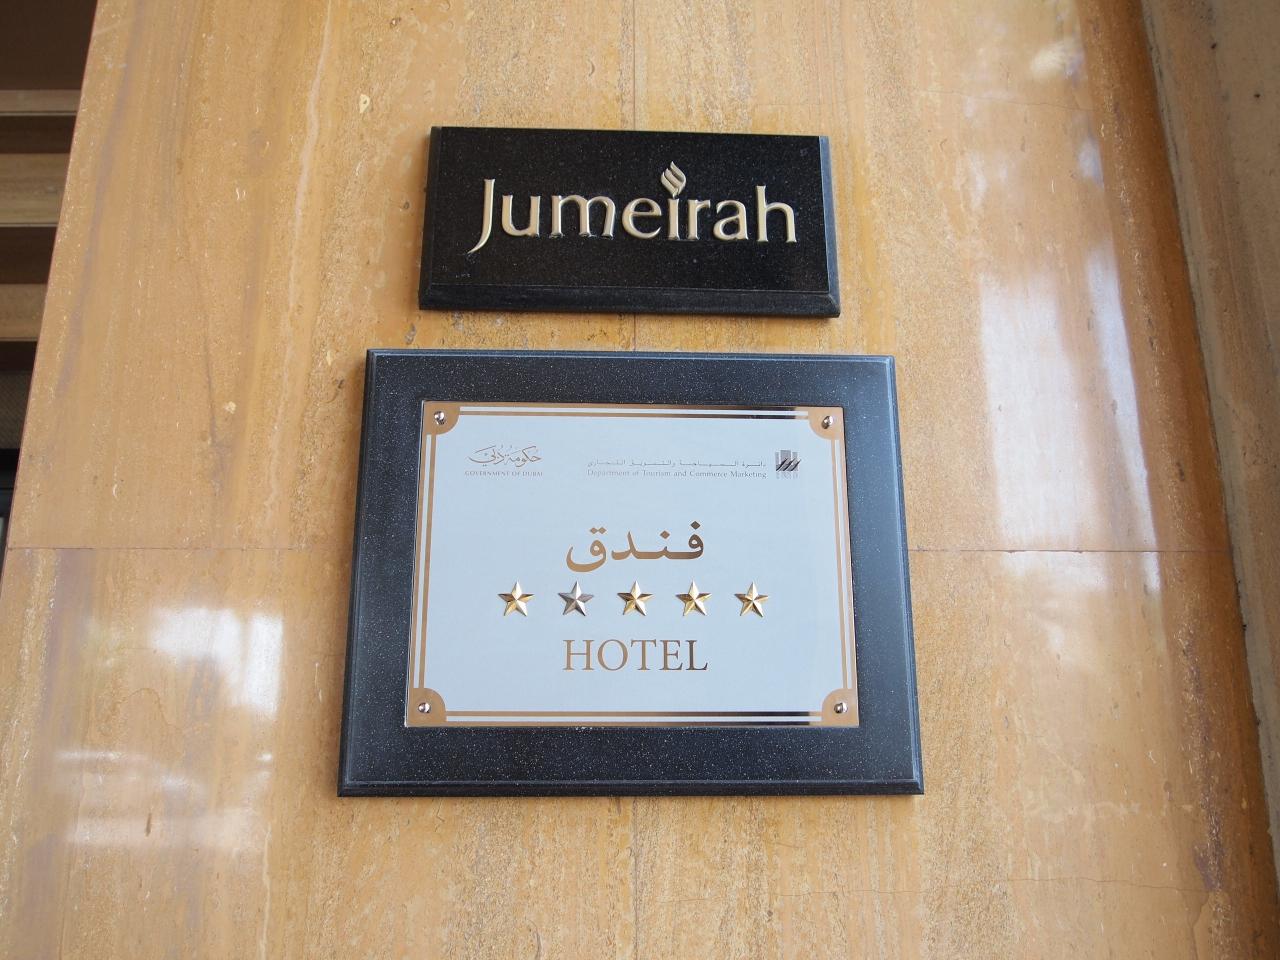 Jumeirah
حكومة دبي
GOVERNMENT OF DUBAI
دائرة السياحة والتسويق التجاري
Department of Tourism and Commerce Marketing
فندق
HOTEL